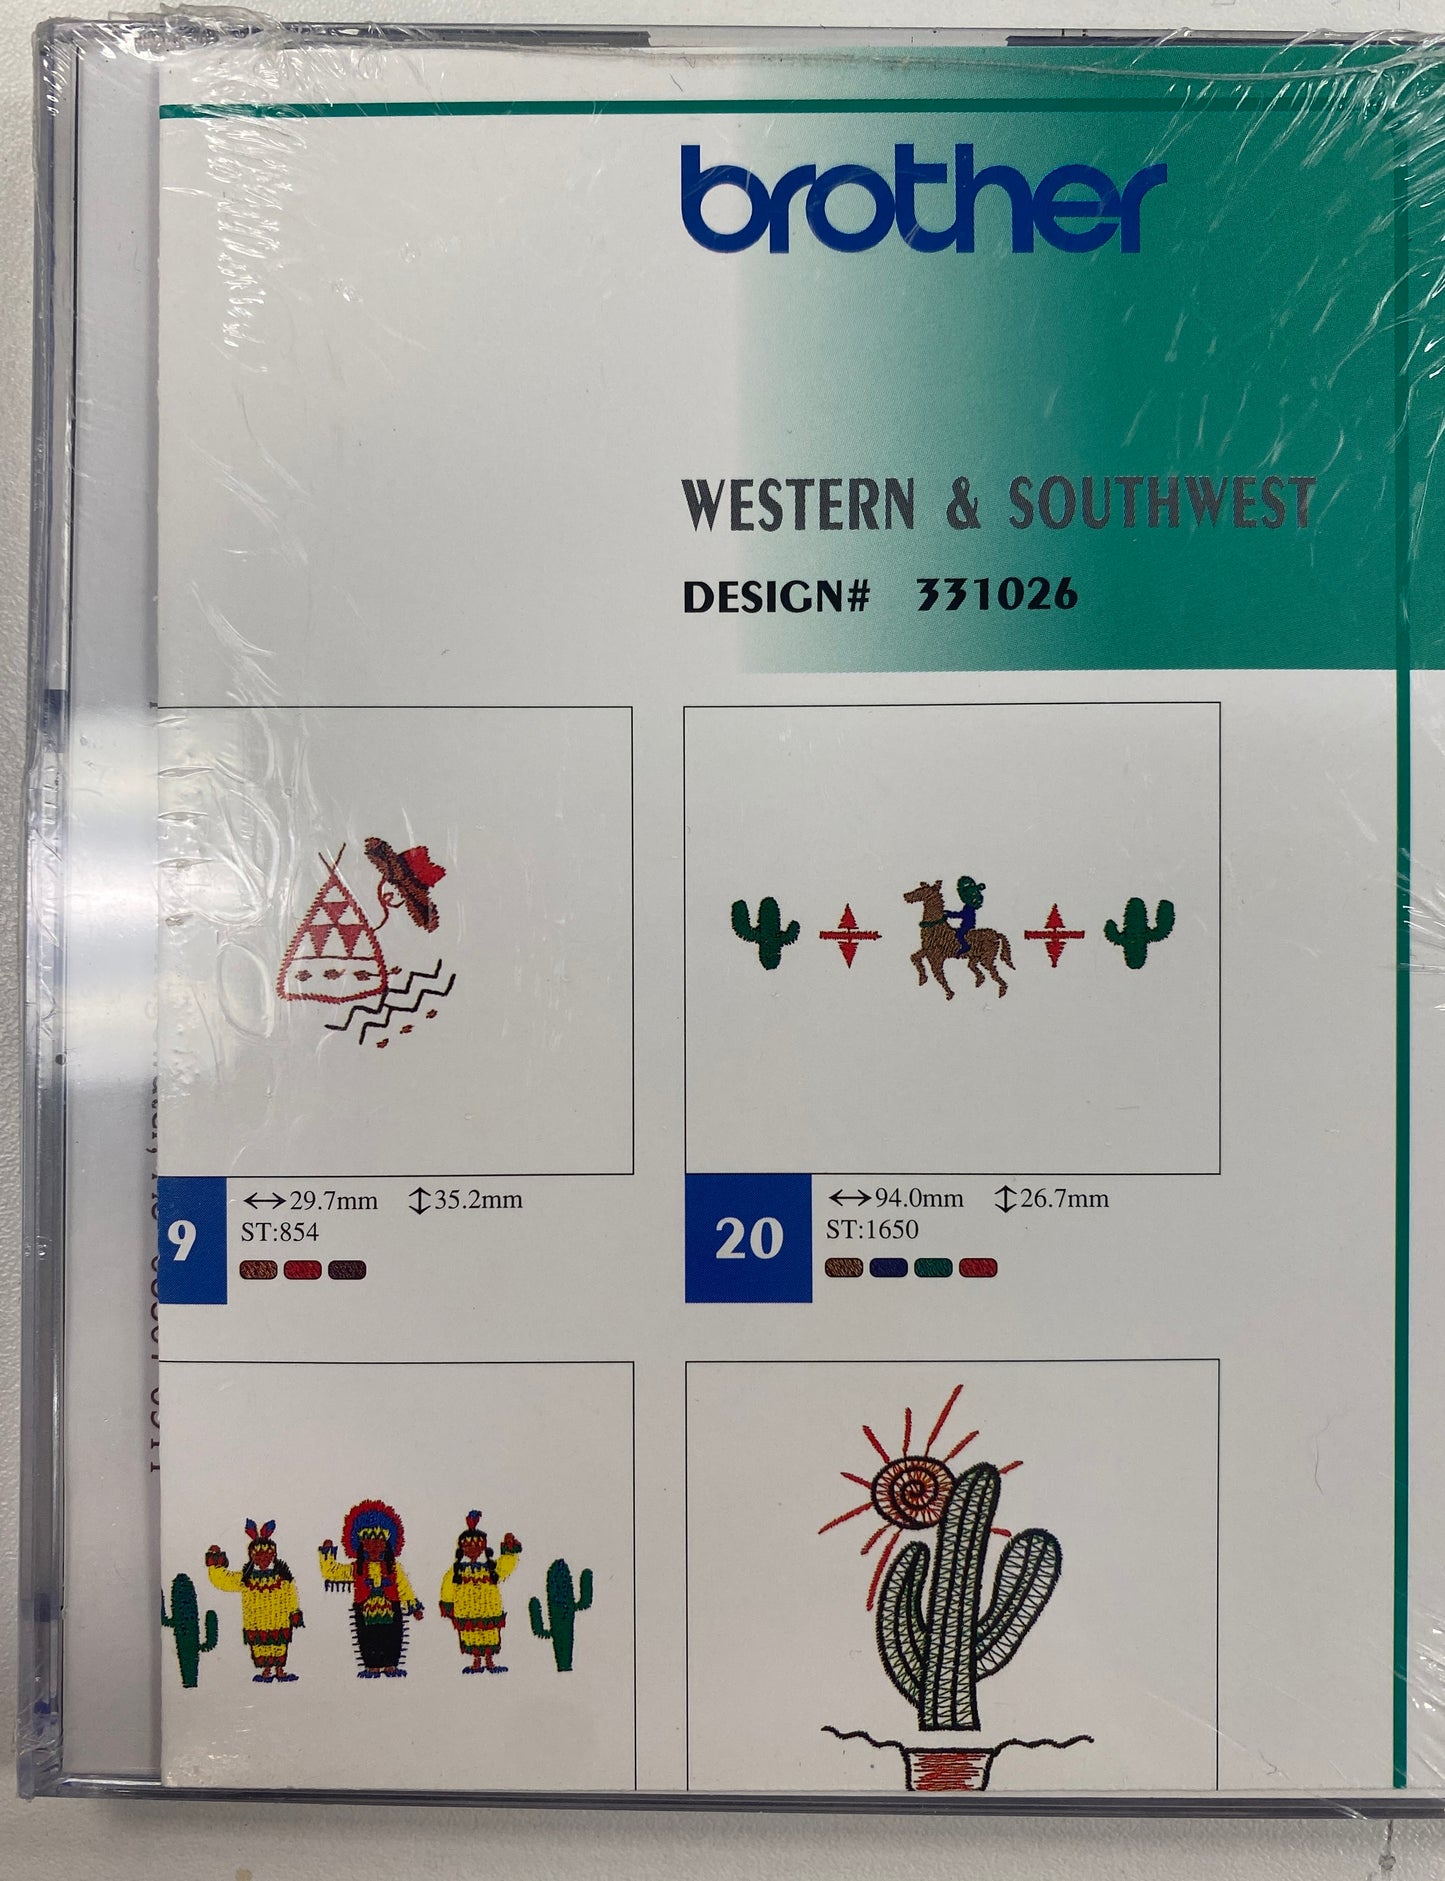 brother
WESTERN & SOUTHWEST
DESIGN# 331026
↔29.7mm ↕35.2mm
9
ST:854
↔94.0mm ↕26.7mm
20
ST:1650